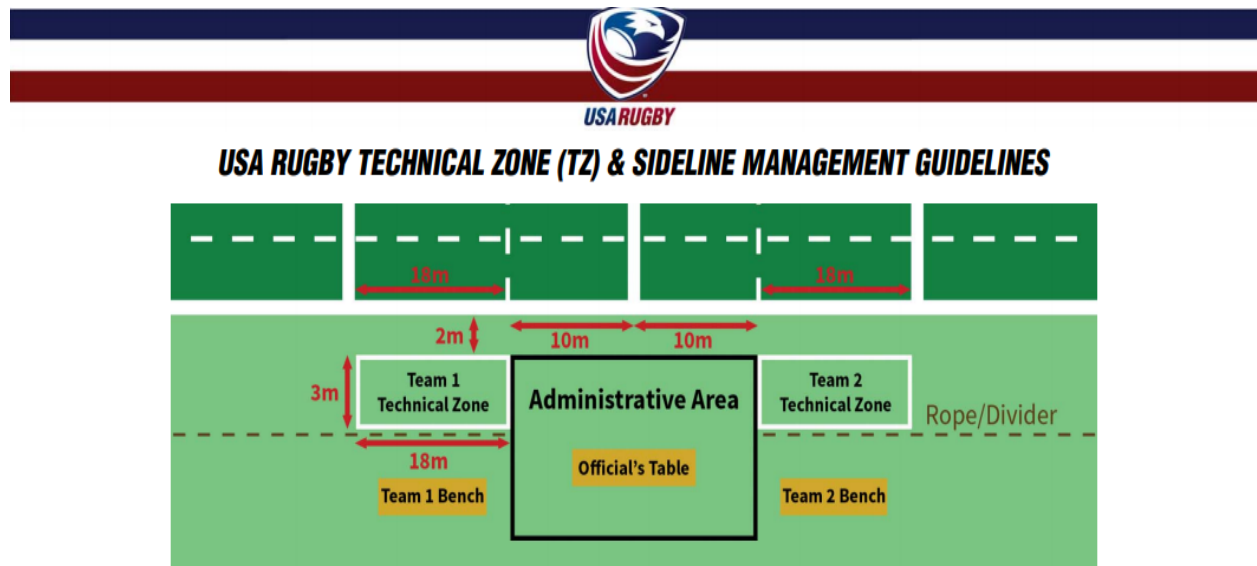 USA RUGBY
USA RUGBY TECHNICAL ZONE (TZ) & SIDELINE MANAGEMENT GUIDELINES
18m
18m
2m
10m
10m
3m
Team 1
Technical Zone
Administrative Area
Team 2
Technical Zone
Rope/Divider
18m
Official's Table
Team 1 Bench
Team 2 Bench